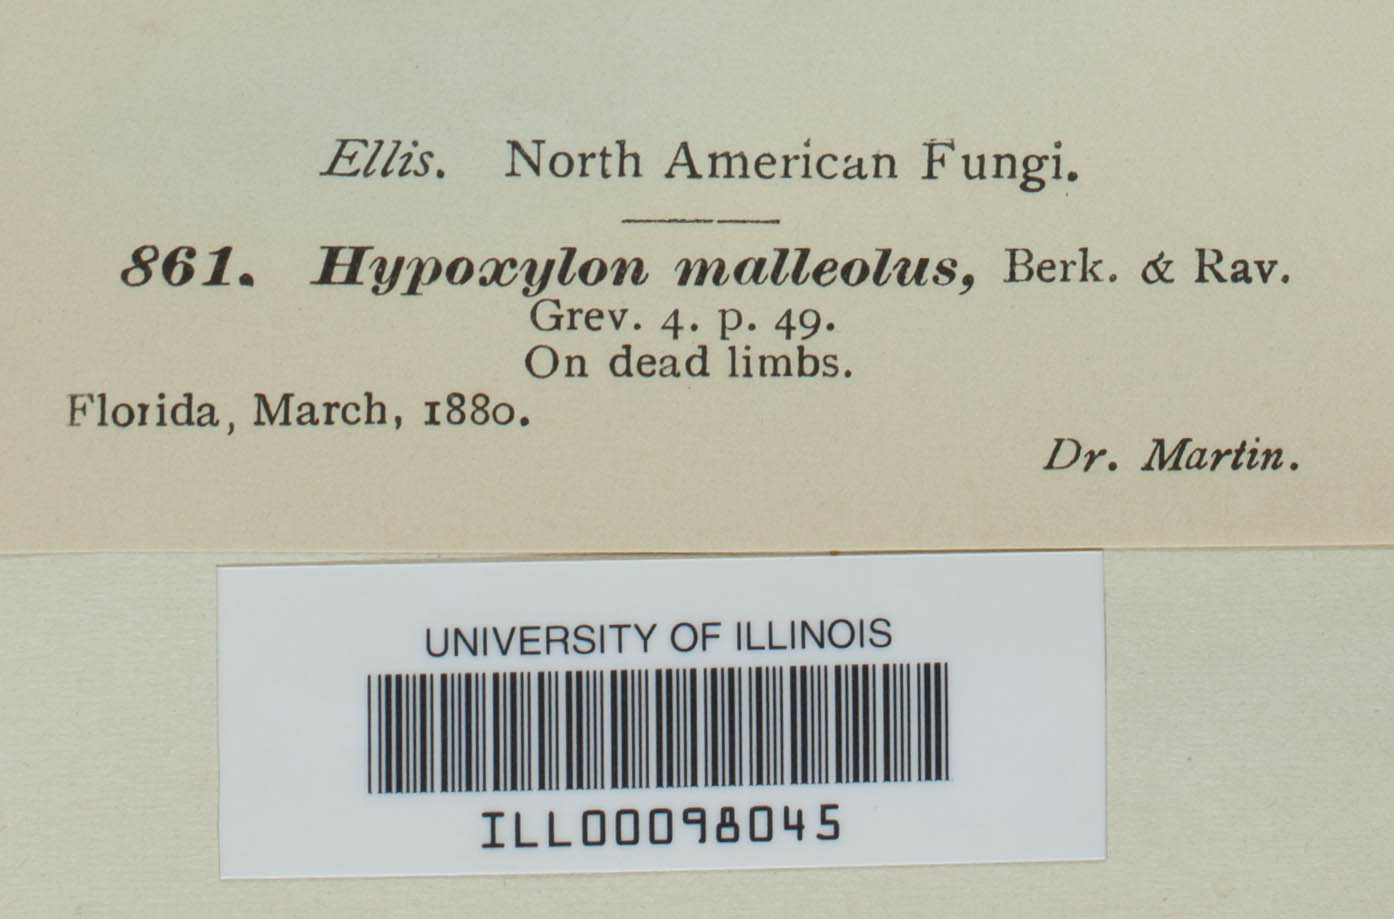 Ellis. North American Fungi.
861. Hypoxylon malleolus, Berk. & Rav.
Grev. 4. p. 49.
On dead limbs.
Florida, March, 1880.
Dr. Martin.
UNIVERSITY OF ILLINOIS
ILL00098045